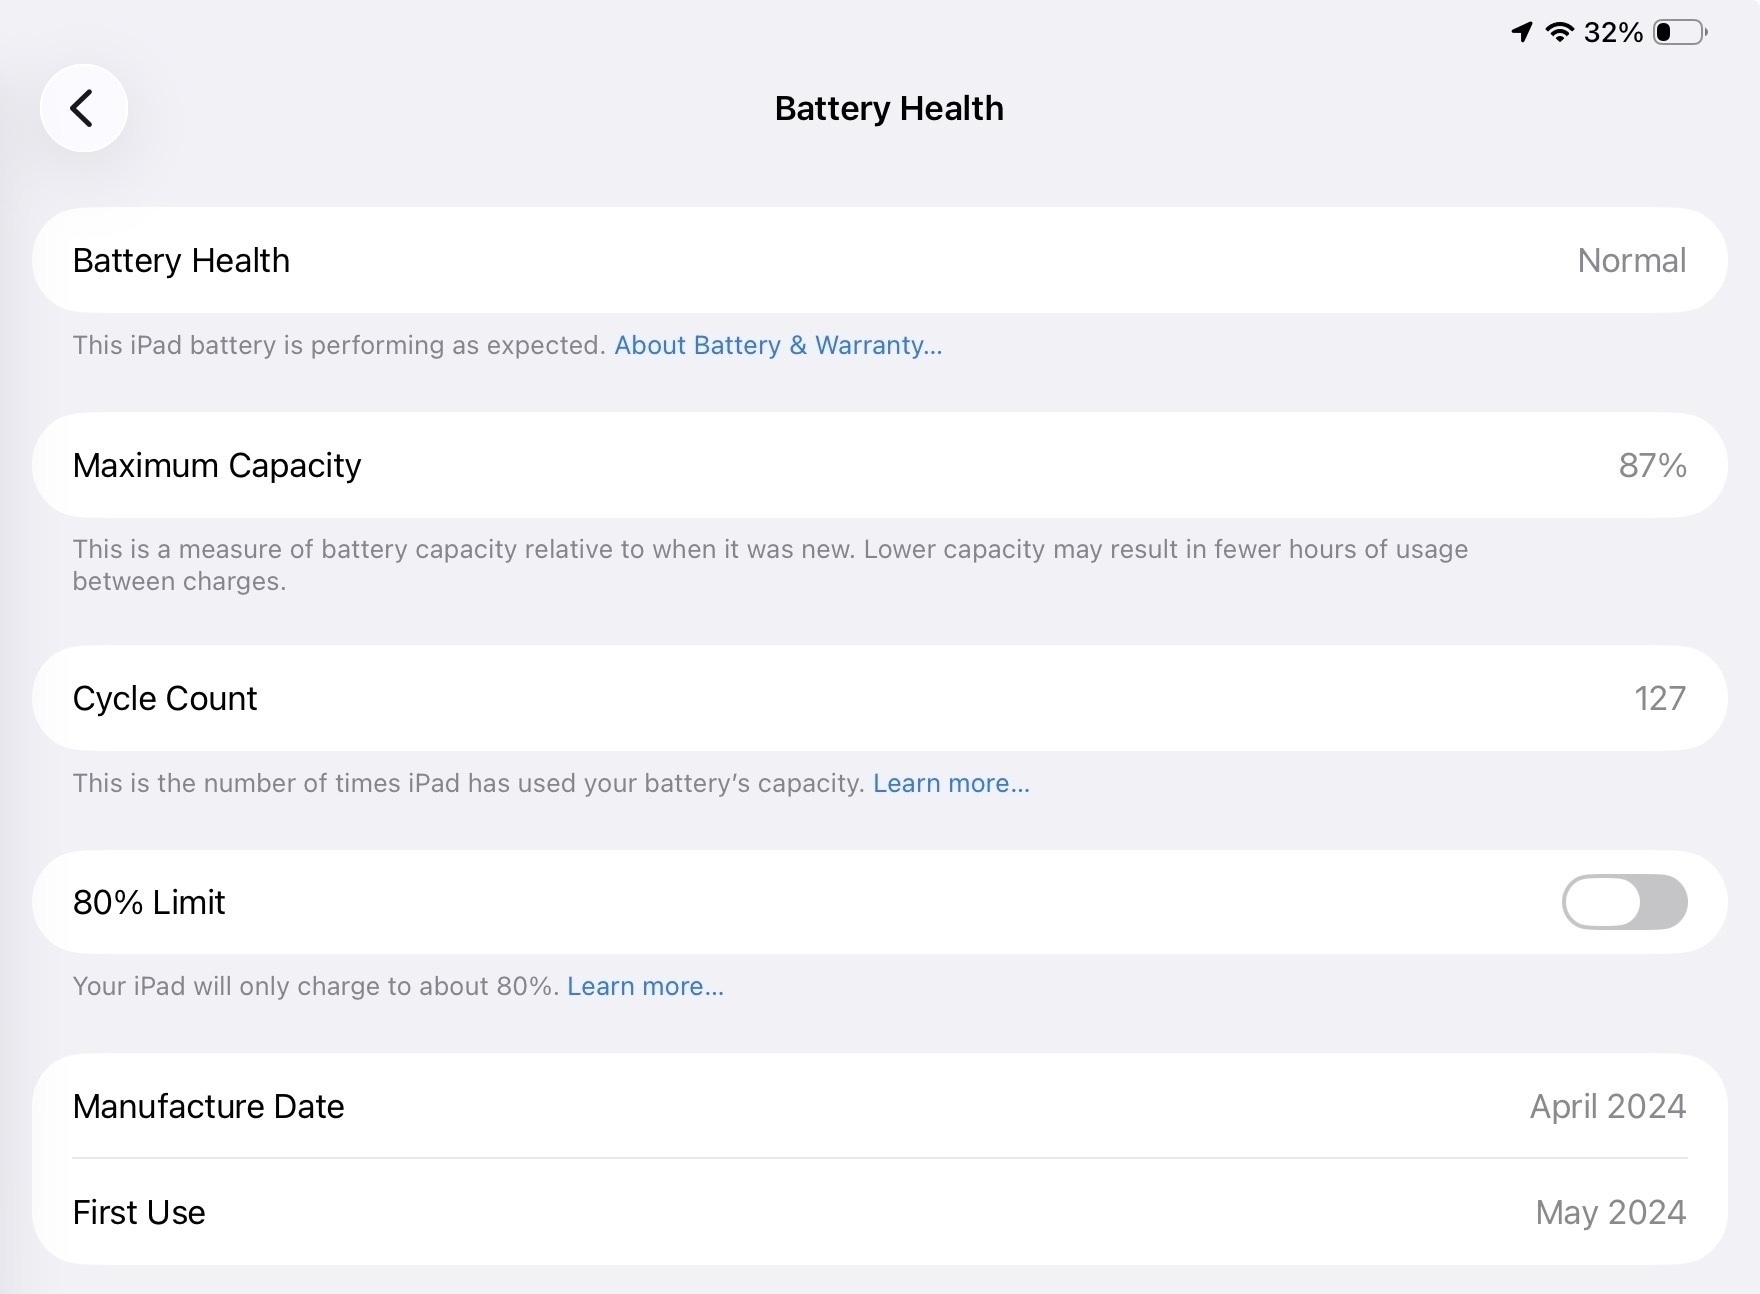 32%
Battery Health
Battery Health Normal
This iPad battery is performing as expected. About Battery & Warranty...
Maximum Capacity 87%
This is a measure of battery capacity relative to when it was new. Lower capacity may result in fewer hours of usage
between charges.
Cycle Count 127
This is the number of times iPad has used your battery’s capacity. Learn more...
80% Limit
Your iPad will only charge to about 80%. Learn more...
Manufacture Date April 2024
First Use May 2024